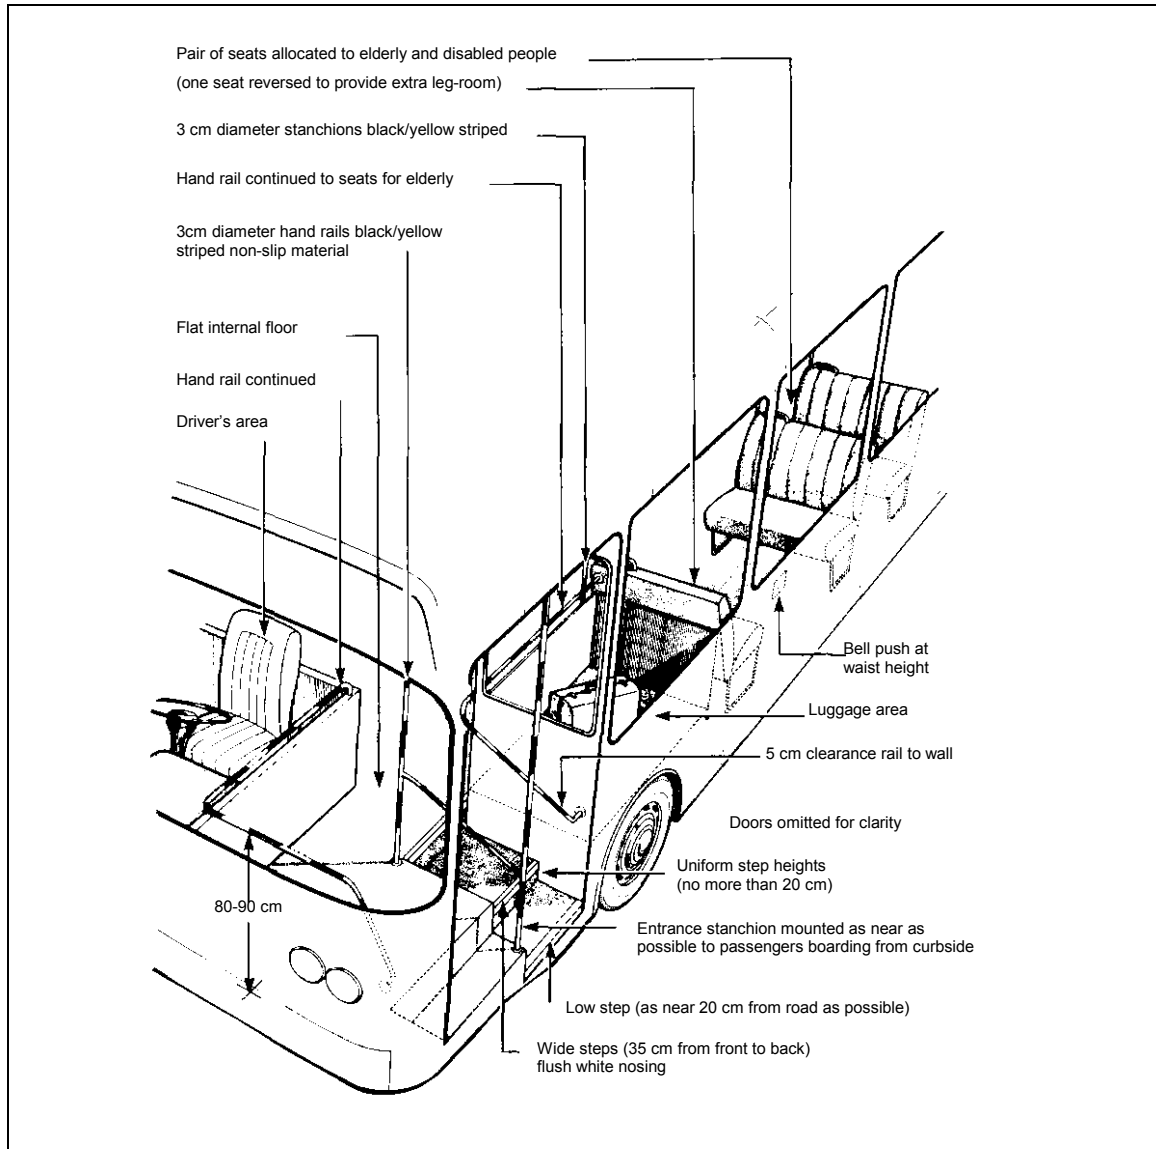 Pair of seats allocated to elderly and disabled people
(one seat reversed to provide extra leg-room)
3 cm diameter stanchions black/yellow striped
Hand rail continued to seats for elderly
3cm diameter hand rails black/yellow
striped non-slip material
Flat internal floor
Hand rail continued
Driver's area
Bell push at
waist height
Luggage area
5 cm clearance rail to wall
Doors omitted for clarity
Uniform step heights
(no more than 20 cm)
80-90 cm
Entrance stanchion mounted as near as
possible to passengers boarding from curbside
Low step (as near 20 cm from road as possible)
Wide steps (35 cm from front to back)
flush white nosing